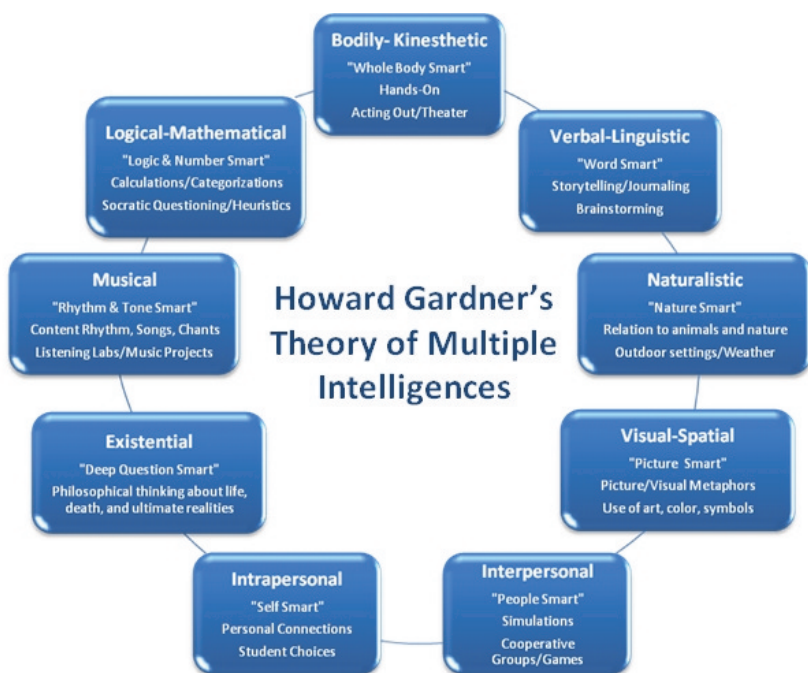 Bodily- Kinesthetic
"Whole Body Smart"
Hands-On
Acting Out/Theater
Verbal-Linguistic
"Word Smart"
Storytelling/Journaling
Brainstorming
Naturalistic
"Nature Smart"
Relation to animals and nature
Outdoor settings/Weather
Visual-Spatial
"Picture Smart"
Picture/Visual Metaphors
Use of art, color, symbols
Interpersonal
"People Smart"
Simulations
Cooperative
Groups/Games
Intrapersonal
"Self Smart"
Personal Connections
Student Choices
Existential
"Deep Question Smart"
Philosophical thinking about life,
death, and ultimate realities
Musical
"Rhythm & Tone Smart"
Content Rhythm, Songs, Chants
Listening Labs/Music Projects
Logical-Mathematical
"Logic & Number Smart"
Calculations/Categorizations
Socratic Questioning/Heuristics
Howard Gardner’s
Theory of Multiple
Intelligences